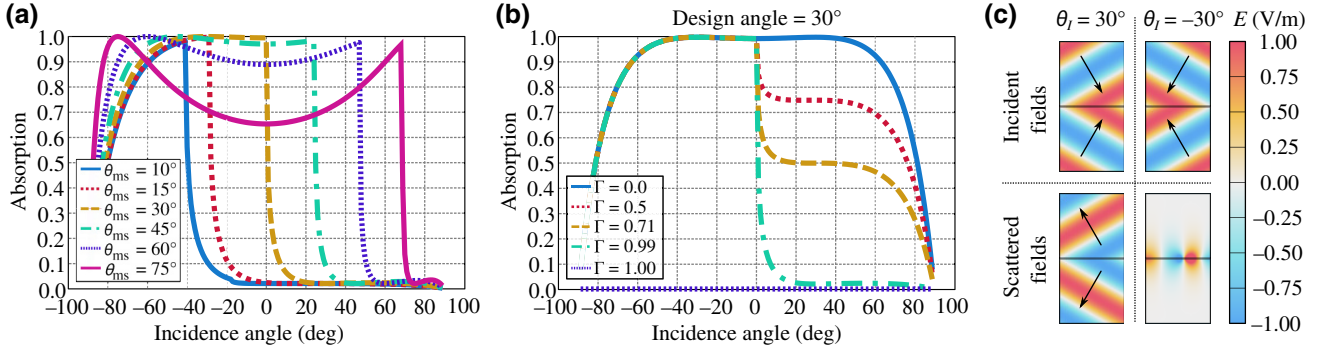 (a)
1.0
0.9
0.8
0.7
0.6
0.5
0.4
0.3
0.2
0.1
0.0
Absorption
θms = 10°
θms = 15°
θms = 30°
θms = 45°
θms = 60°
θms = 75°
−100 −80 −60 −40 −20 0 20 40 60 80 100
Incidence angle (deg)
(b)
Design angle = 30°
1.0
0.9
0.8
0.7
0.6
0.5
0.4
0.3
0.2
0.1
0.0
Absorption
Γ = 0.0
Γ = 0.5
Γ = 0.71
Γ = 0.99
Γ = 1.00
−100 −80 −60 −40 −20 0 20 40 60 80 100
Incidence angle (deg)
(c)
θI = 30° θI = −30° E (V/m)
Incident
fields
Scattered
fields
1.00
0.75
0.50
0.25
0.00
−0.25
−0.50
−0.75
−1.00